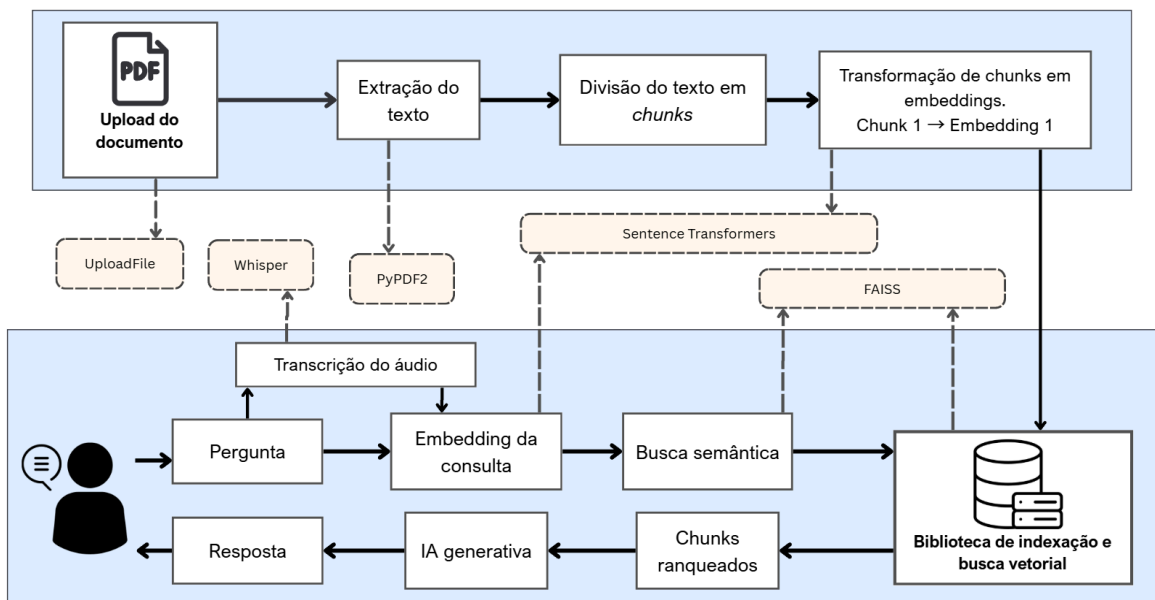 PDF
Upload do
documento
Extração do
texto
Divisão do texto em
chunks
Transformação de chunks em
embeddings.
Chunk 1 → Embedding 1
UploadFile
Whisper
PyPDF2
Sentence Transformers
FAISS
Transcrição do áudio
Pergunta
Embedding da
consulta
Busca semântica
Biblioteca de indexação e
busca vetorial
Resposta
IA generativa
Chunks
ranqueados